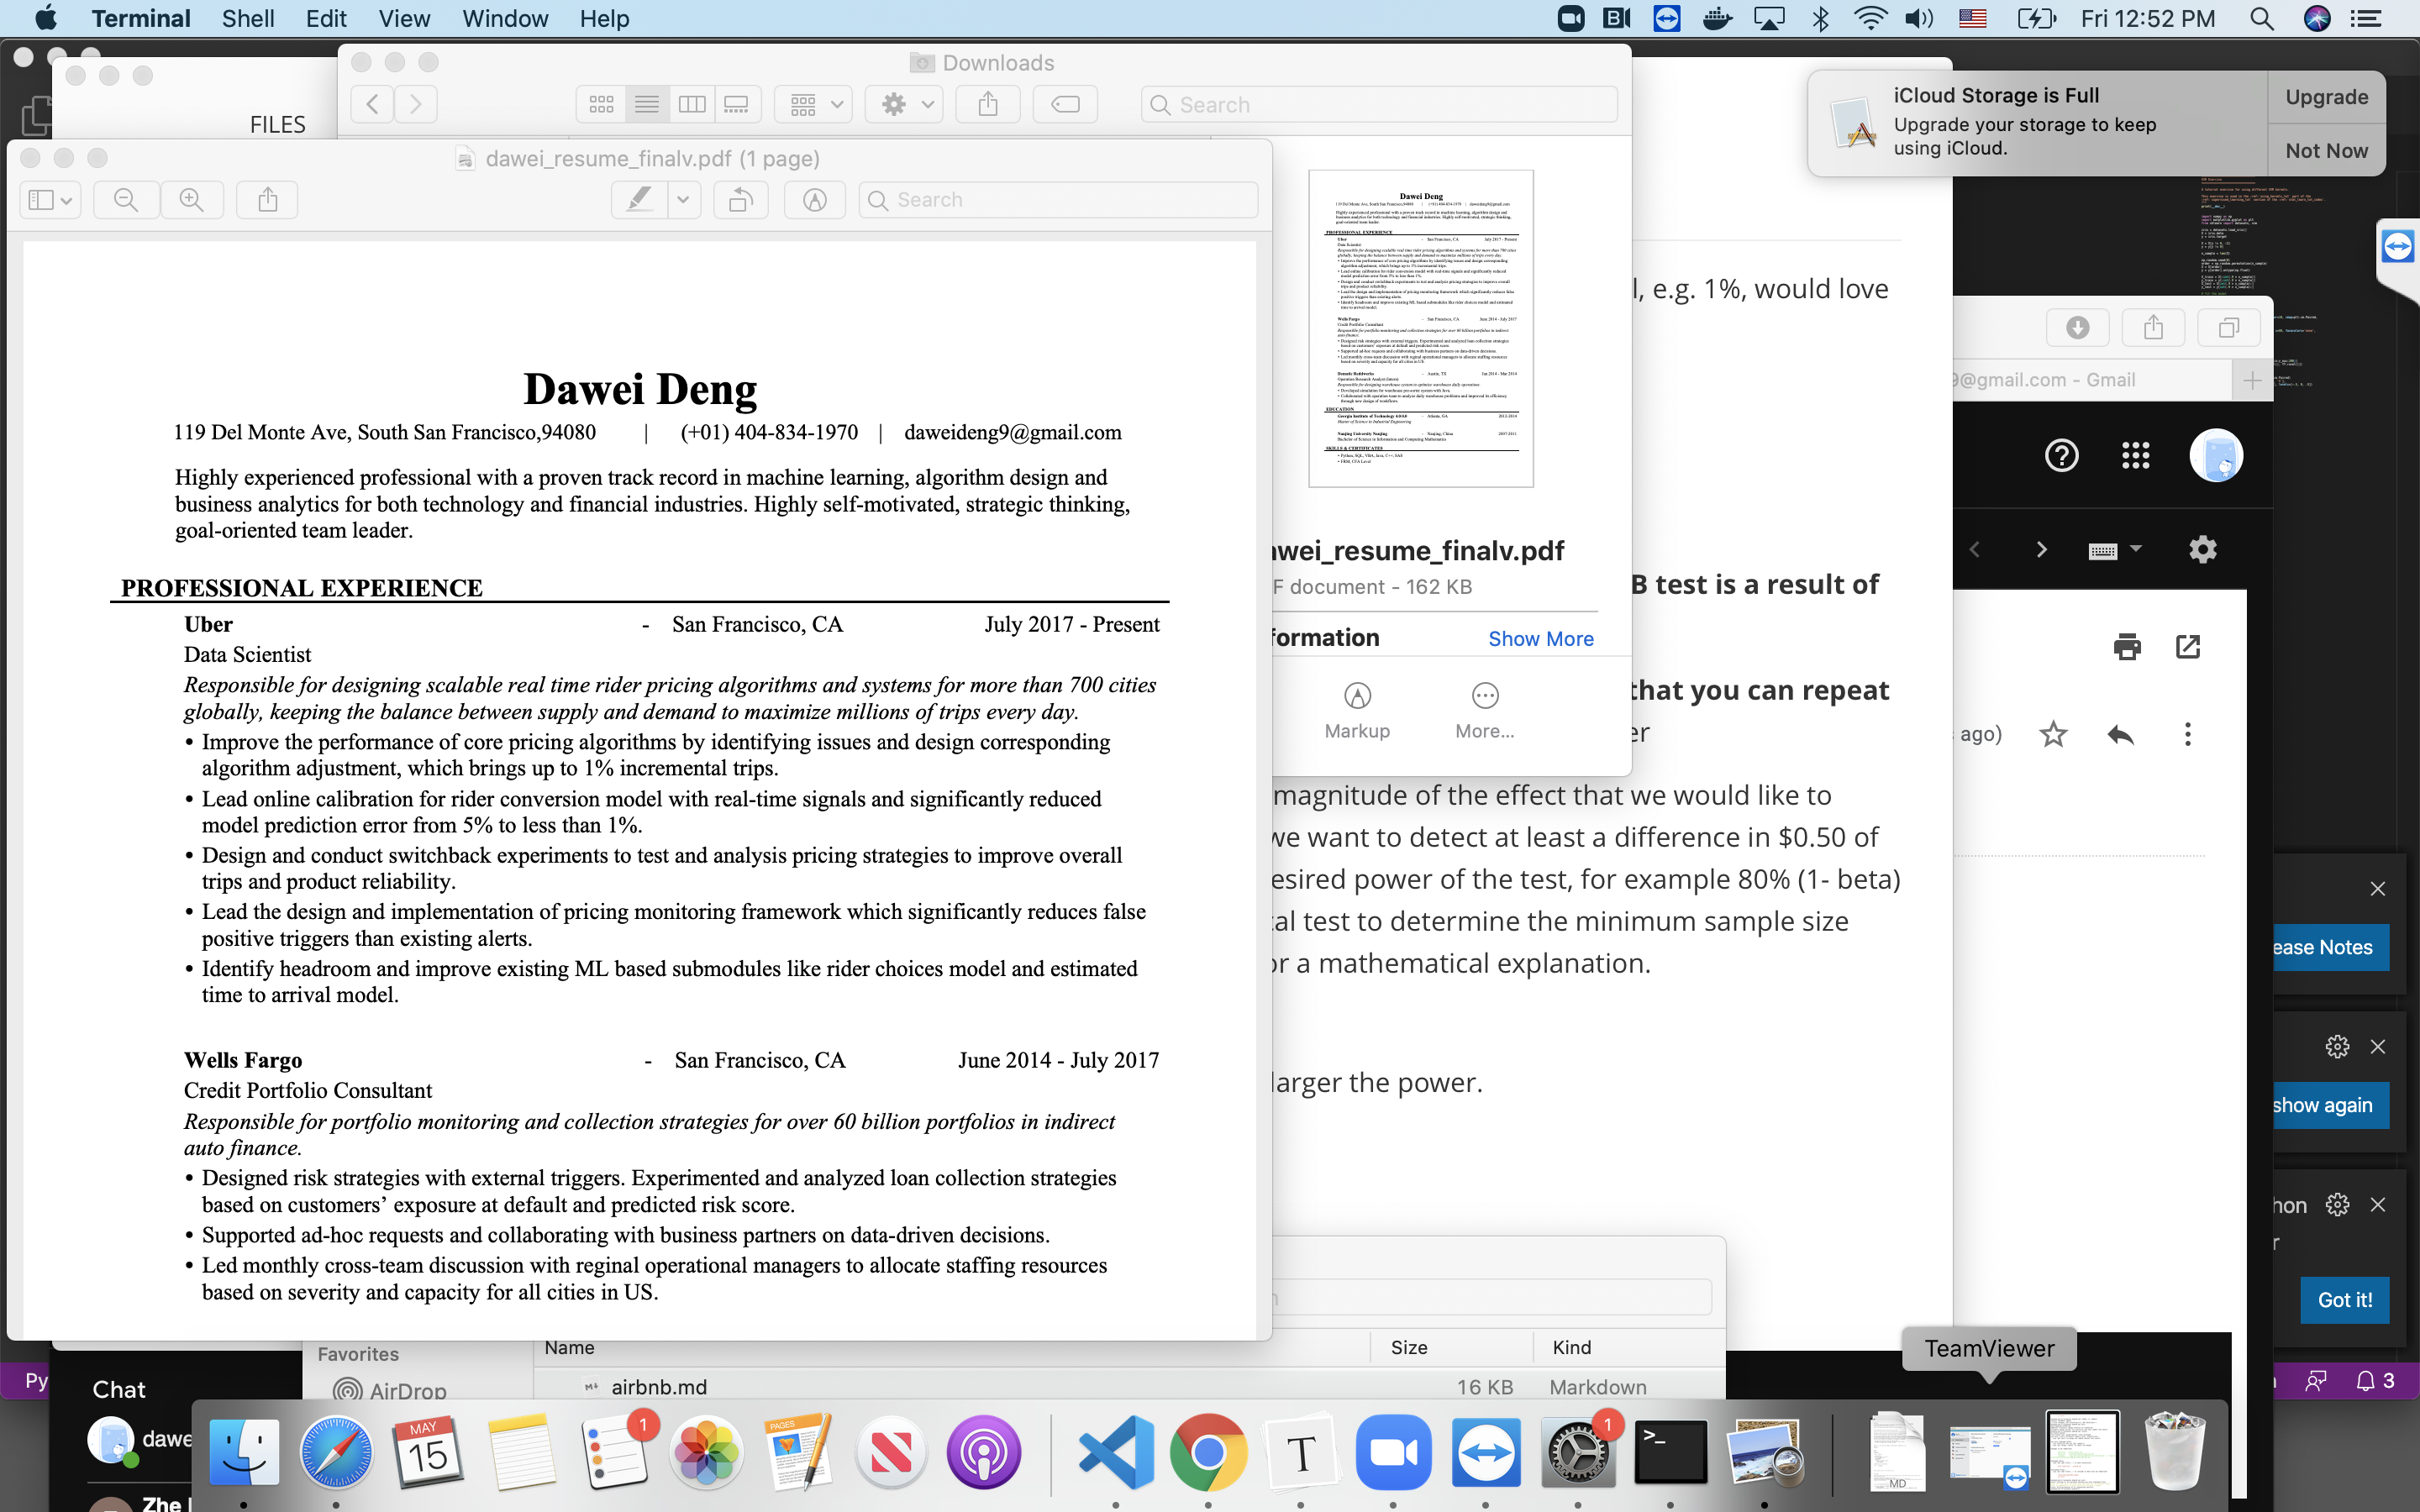 Terminal Shell Edit View Window Help
Fri 12:52 PM
Downloads
Search
FILES
iCloud Storage is Full
Upgrade your storage to keep
using iCloud.
Upgrade
Not Now
dawei_resume_finalv.pdf (1 page)
Search
Dawei Deng
119 Del Monte Ave, South San Francisco,94080 | (+01) 404-834-1970 | daweideng9@gmail.com
Highly experienced professional with a proven track record in machine learning, algorithm design and
business analytics for both technology and financial industries. Highly self-motivated, strategic thinking,
goal-oriented team leader.
PROFESSIONAL EXPERIENCE
Uber - San Francisco, CA July 2017 - Present
Data Scientist
Responsible for designing scalable real time rider pricing algorithms and systems for more than 700 cities
globally, keeping the balance between supply and demand to maximize millions of trips every day.
• Improve the performance of core pricing algorithms by identifying issues and design corresponding
algorithm adjustment, which brings up to 1% incremental trips.
• Lead online calibration for rider conversion model with real-time signals and significantly reduced
model prediction error from 5% to less than 1%.
• Design and conduct switchback experiments to test and analysis pricing strategies to improve overall
trips and product reliability.
• Lead the design and implementation of pricing monitoring framework which significantly reduces false
positive triggers than existing alerts.
• Identify headroom and improve existing ML based submodules like rider choices model and estimated
time to arrival model.
Wells Fargo - San Francisco, CA June 2014 - July 2017
Credit Portfolio Consultant
Responsible for portfolio monitoring and collection strategies for over 60 billion portfolios in indirect
auto finance.
• Designed risk strategies with external triggers. Experimented and analyzed loan collection strategies
based on customers' exposure at default and predicted risk score.
• Supported ad-hoc requests and collaborating with business partners on data-driven decisions.
• Led monthly cross-team discussion with reginal operational managers to allocate staffing resources
based on severity and capacity for all cities in US.
awei_resume_finalv.pdf
F document - 162 KB
formation Show More
Markup More...
l, e.g. 1%, would love
B test is a result of
that you can repeat
er
magnitude of the effect that we would like to
we want to detect at least a difference in $0.50 of
esired power of the test, for example 80% (1- beta)
al test to determine the minimum sample size
or a mathematical explanation.
larger the power.
9@gmail.com - Gmail
ago)
ease Notes
show again
hon
r
Got it!
Favorites
Name Size Kind
AirDrop
airbnb.md 16 KB Markdown
TeamViewer
Py
3
Chat
dawe
Zhe
MAY
15
1
PAGES
T
1
MD